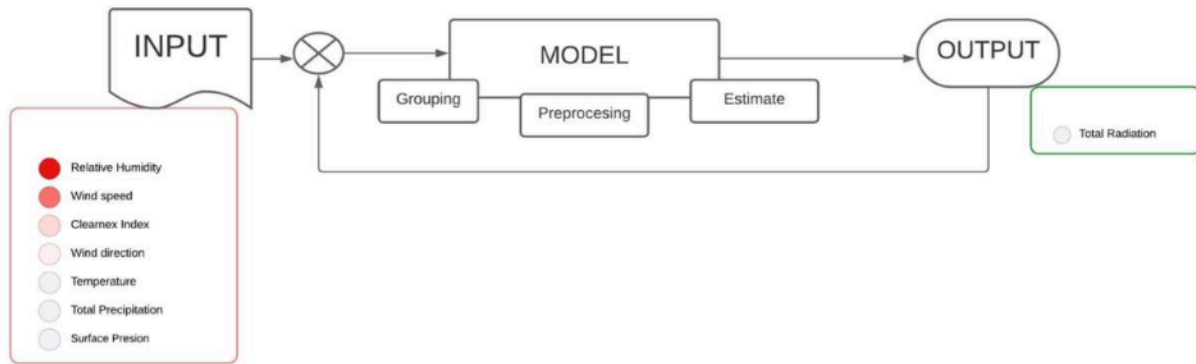 INPUT
MODEL
OUTPUT
Grouping
Preprocesing
Estimate
Total Radiation
Relative Humidity
Wind speed
Clearnex Index
Wind direction
Temperature
Total Precipitation
Surface Presion